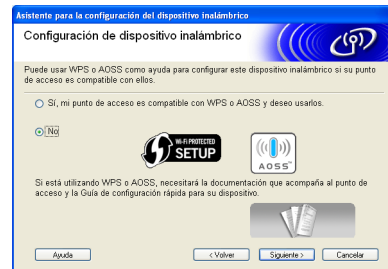 Asistente para la configuración del dispositivo inalámbrico
Configuración de dispositivo inalámbrico
Puede usar WPS o AOSS como ayuda para configurar este dispositivo inalámbrico si su punto
de acceso es compatible con ellos.
Sí, mi punto de acceso es compatible con WPS o AOSS y deseo usarlos.
No
Wi-Fi PROTECTED
SETUP
AOSS™
Si está utilizando WPS o AOSS, necesitará la documentación que acompaña al punto de
acceso y la Guía de configuración rápida para su dispositivo.
Ayuda
< Volver
Siguiente >
Cancelar